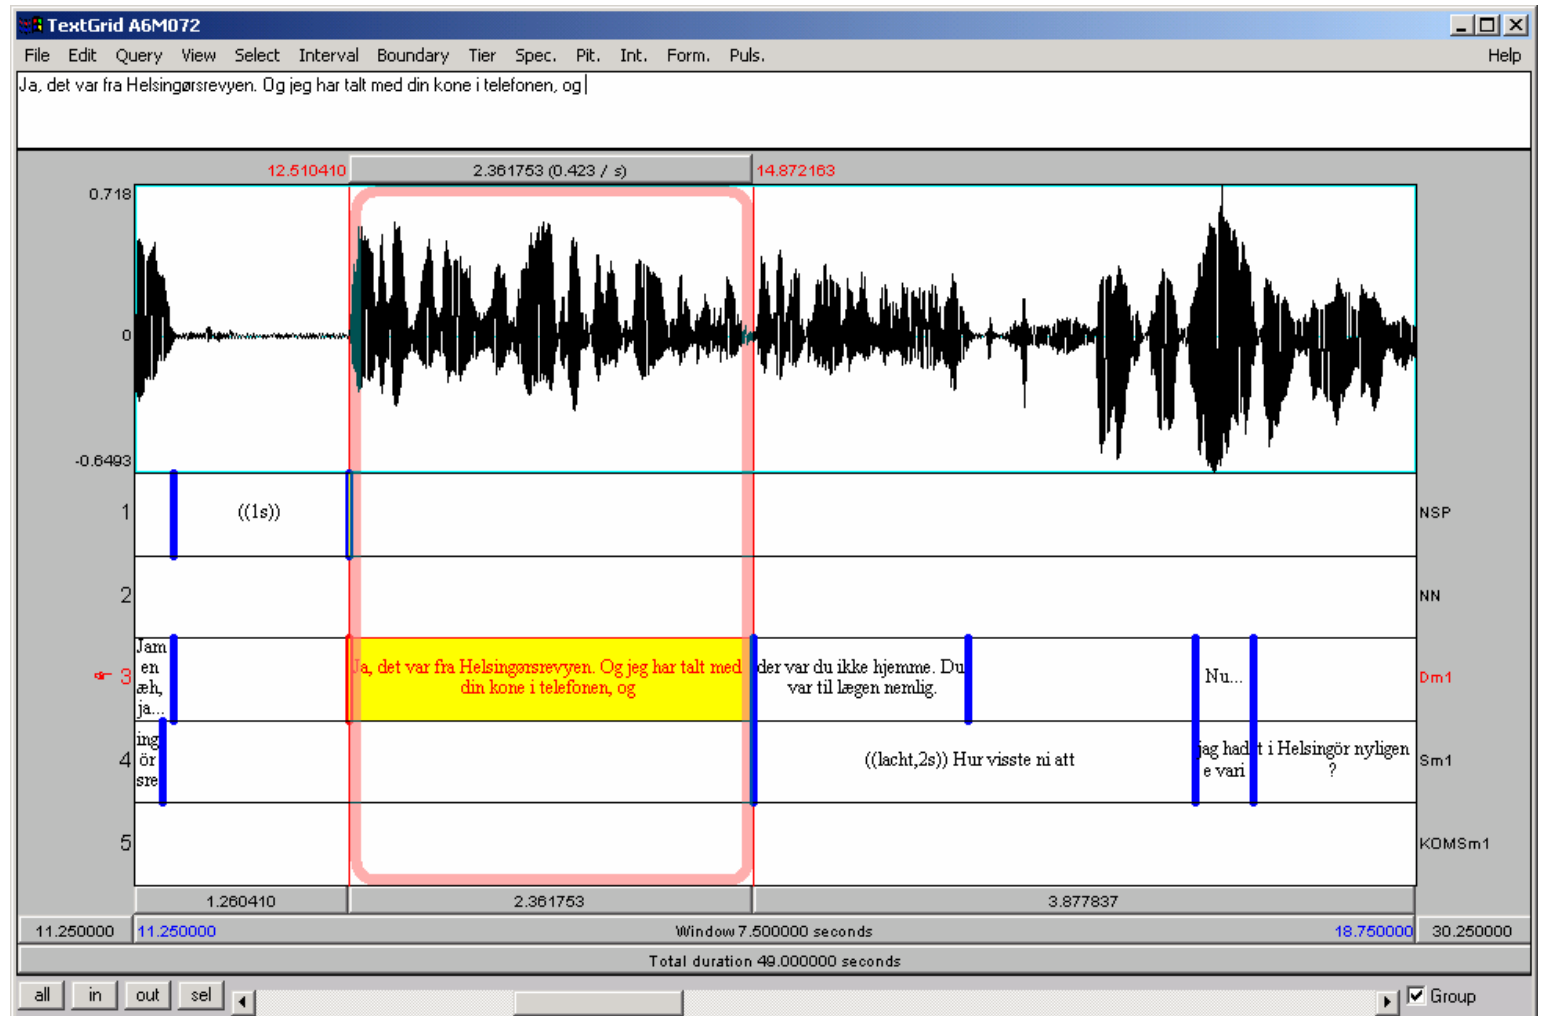 TextGrid A6M072
File Edit Query View Select Interval Boundary Tier Spec. Pit. Int. Form. Puls. Help
Ja, det var fra Helsingørsrevyen. Og jeg har talt med din kone i telefonen, og
12.510410 2.361753 (0.423 / s) 14.872163
0.718
0
-0.6493
1 ((1s)) NSP
2 NN
Jam
en
æh,
ja...
3
Ja, det var fra Helsingørsrevyen. Og jeg har talt med
din kone i telefonen, og
der var du ikke hjemme. Du
var til lægen nemlig.
Nu...
Dm1
ing
ör
sre
4
((lacht,2s)) Hur visste ni att
jag had
e vari
t i Helsingör nyligen
?
Sm1
5 KOMSm1
1.260410 2.361753 3.877837
11.250000 11.250000 Window 7.500000 seconds 18.750000 30.250000
Total duration 49.000000 seconds
all in out sel Group